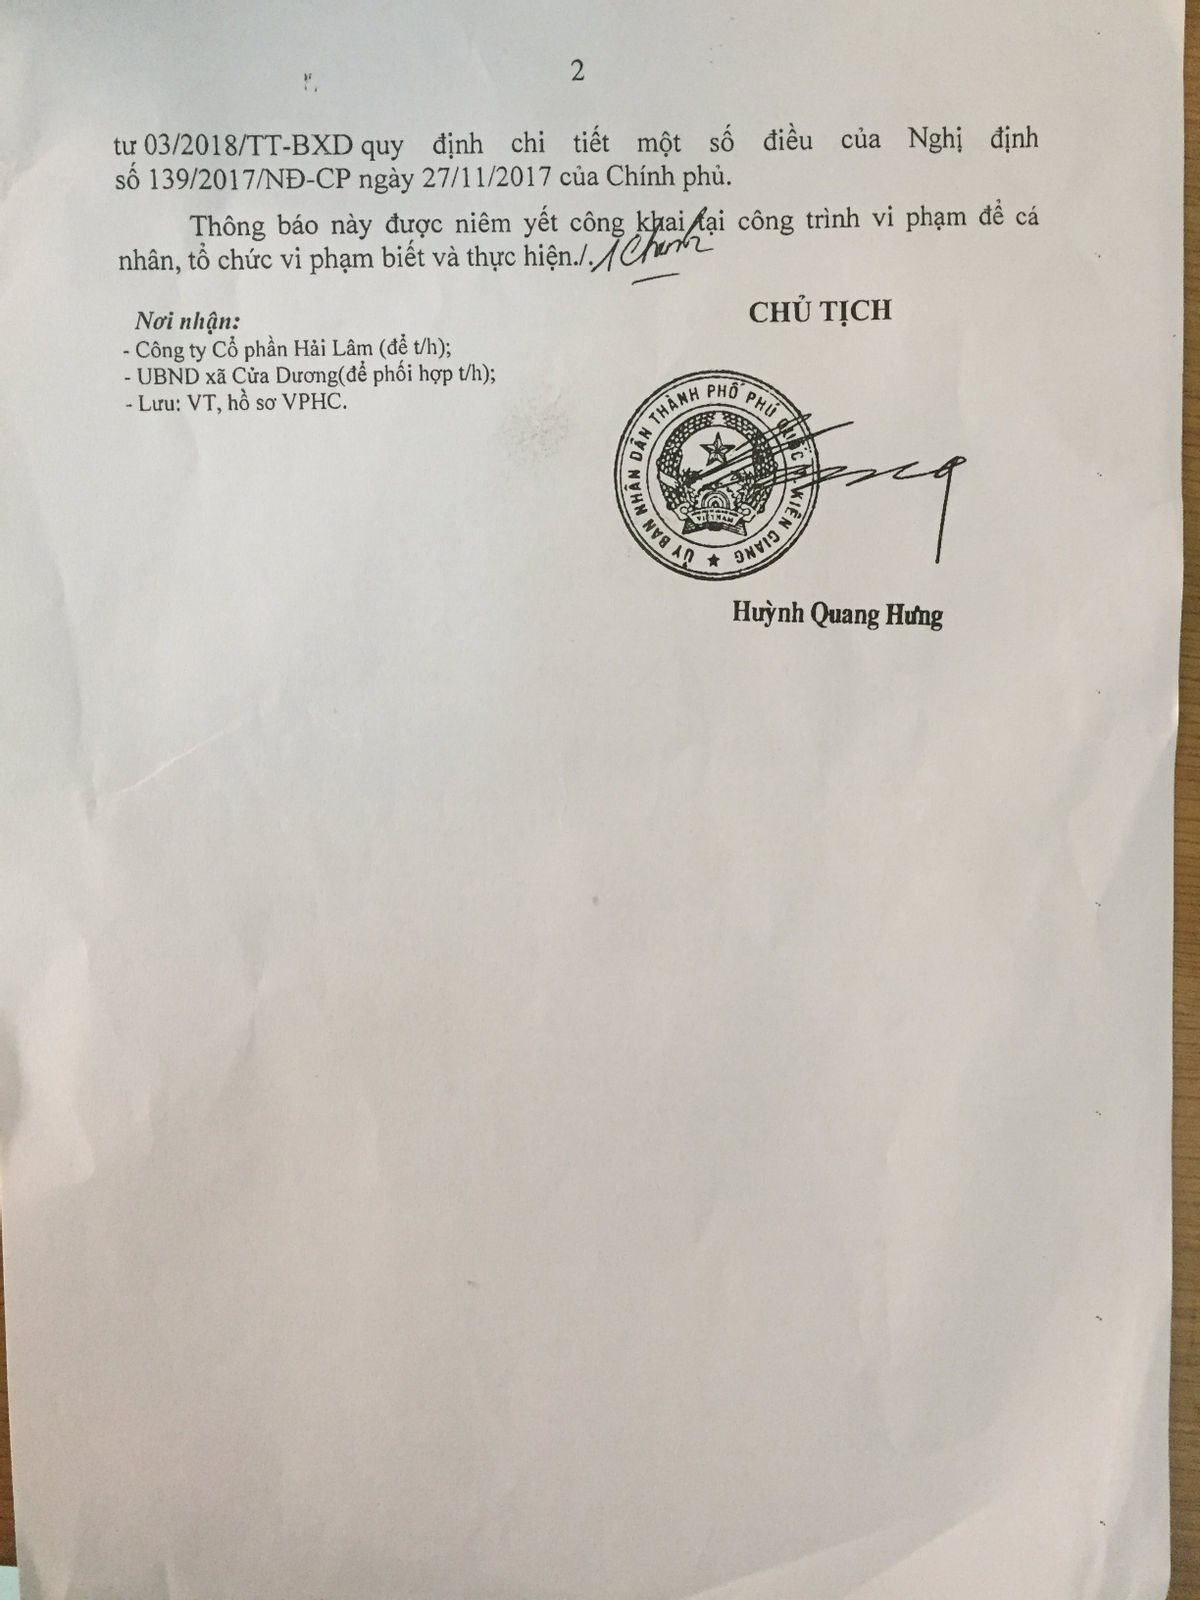 2
tư 03/2018/TT-BXD quy định chi tiết một số điều của Nghị định
số 139/2017/NĐ-CP ngày 27/11/2017 của Chính phủ.
Thông báo này được niêm yết công khai tại công trình vi phạm để cá
nhân, tổ chức vi phạm biết và thực hiện./.
Nơi nhận:
- Công ty Cổ phần Hải Lâm (để t/h);
- UBND xã Cửa Dương(để phối hợp t/h);
- Lưu: VT, hồ sơ VPHC.
CHỦ TỊCH
ỦY BAN NHÂN DÂN THÀNH PHỐ PHÚ QUỐC T. KIÊN GIANG
VIỆT NAM
Huỳnh Quang Hưng